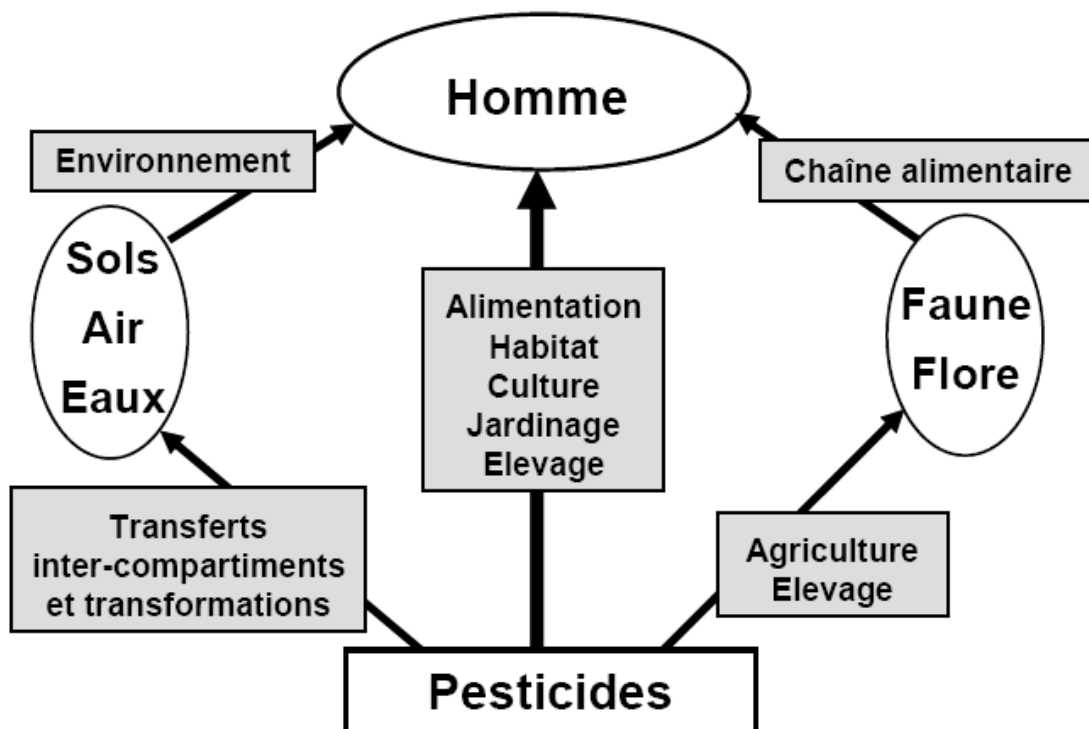 Homme
Environnement
Chaîne alimentaire
Sols
Air
Eaux
Alimentation
Habitat
Culture
Jardinage
Elevage
Faune
Flore
Transferts
inter-compartiments
et transformations
Agriculture
Elevage
Pesticides